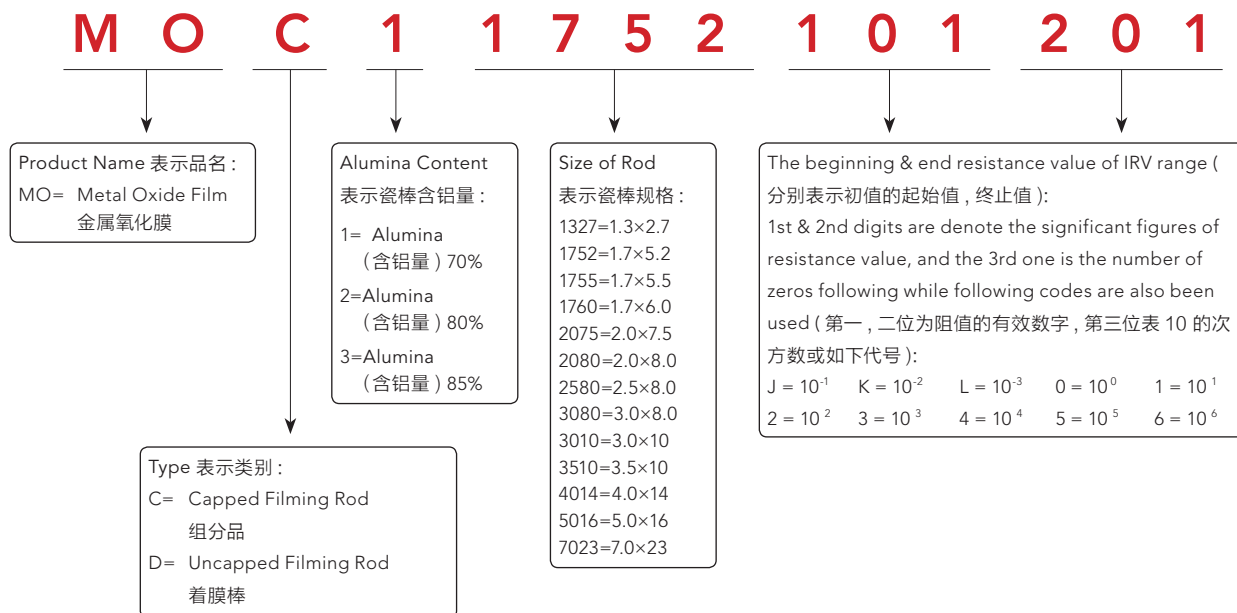 M O C 1 1 7 5 2 1 0 1 2 0 1
Product Name 表示品名 :
MO= Metal Oxide Film
金属氧化膜
Type 表示类别 :
C= Capped Filming Rod
组分品
D= Uncapped Filming Rod
着膜棒
Alumina Content
表示瓷棒含铝量 :
1= Alumina
( 含铝量 ) 70%
2=Alumina
( 含铝量 ) 80%
3=Alumina
( 含铝量 ) 85%
Size of Rod
表示瓷棒规格 :
1327=1.3×2.7
1752=1.7×5.2
1755=1.7×5.5
1760=1.7×6.0
2075=2.0×7.5
2080=2.0×8.0
2580=2.5×8.0
3080=3.0×8.0
3010=3.0×10
3510=3.5×10
4014=4.0×14
5016=5.0×16
7023=7.0×23
The beginning & end resistance value of IRV range (
分别表示初值的起始值 , 终止值 ):
1st & 2nd digits are denote the significant figures of
resistance value, and the 3rd one is the number of
zeros following while following codes are also been
used ( 第一 , 二位为阻值的有效数字 , 第三位表 10 的次
方数或如下代号 ):
J = 10⁻¹ K = 10⁻² L = 10⁻³ 0 = 10⁰ 1 = 10¹
2 = 10² 3 = 10³ 4 = 10⁴ 5 = 10⁵ 6 = 10⁶